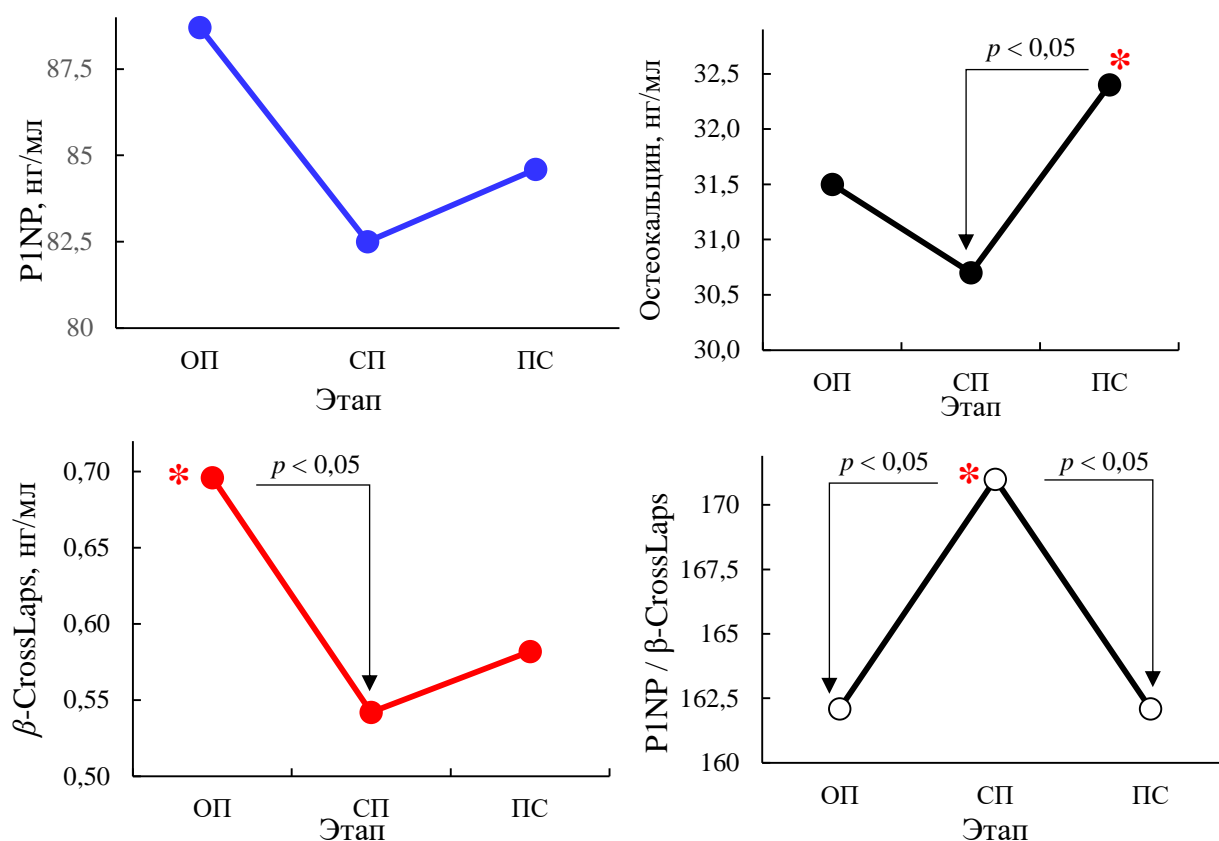 P1NP, нг/мл
87,5
85
82,5
80
ОП СП ПС
Этап
Остеокальцин, нг/мл
p < 0,05
*
32,5
32,0
31,5
31,0
30,5
30,0
ОП СП ПС
Этап
β-CrossLaps, нг/мл
* p < 0,05
0,70
0,65
0,60
0,55
0,50
ОП СП ПС
Этап
P1NP / β-CrossLaps
p < 0,05 * p < 0,05
170
167,5
165
162,5
160
ОП СП ПС
Этап